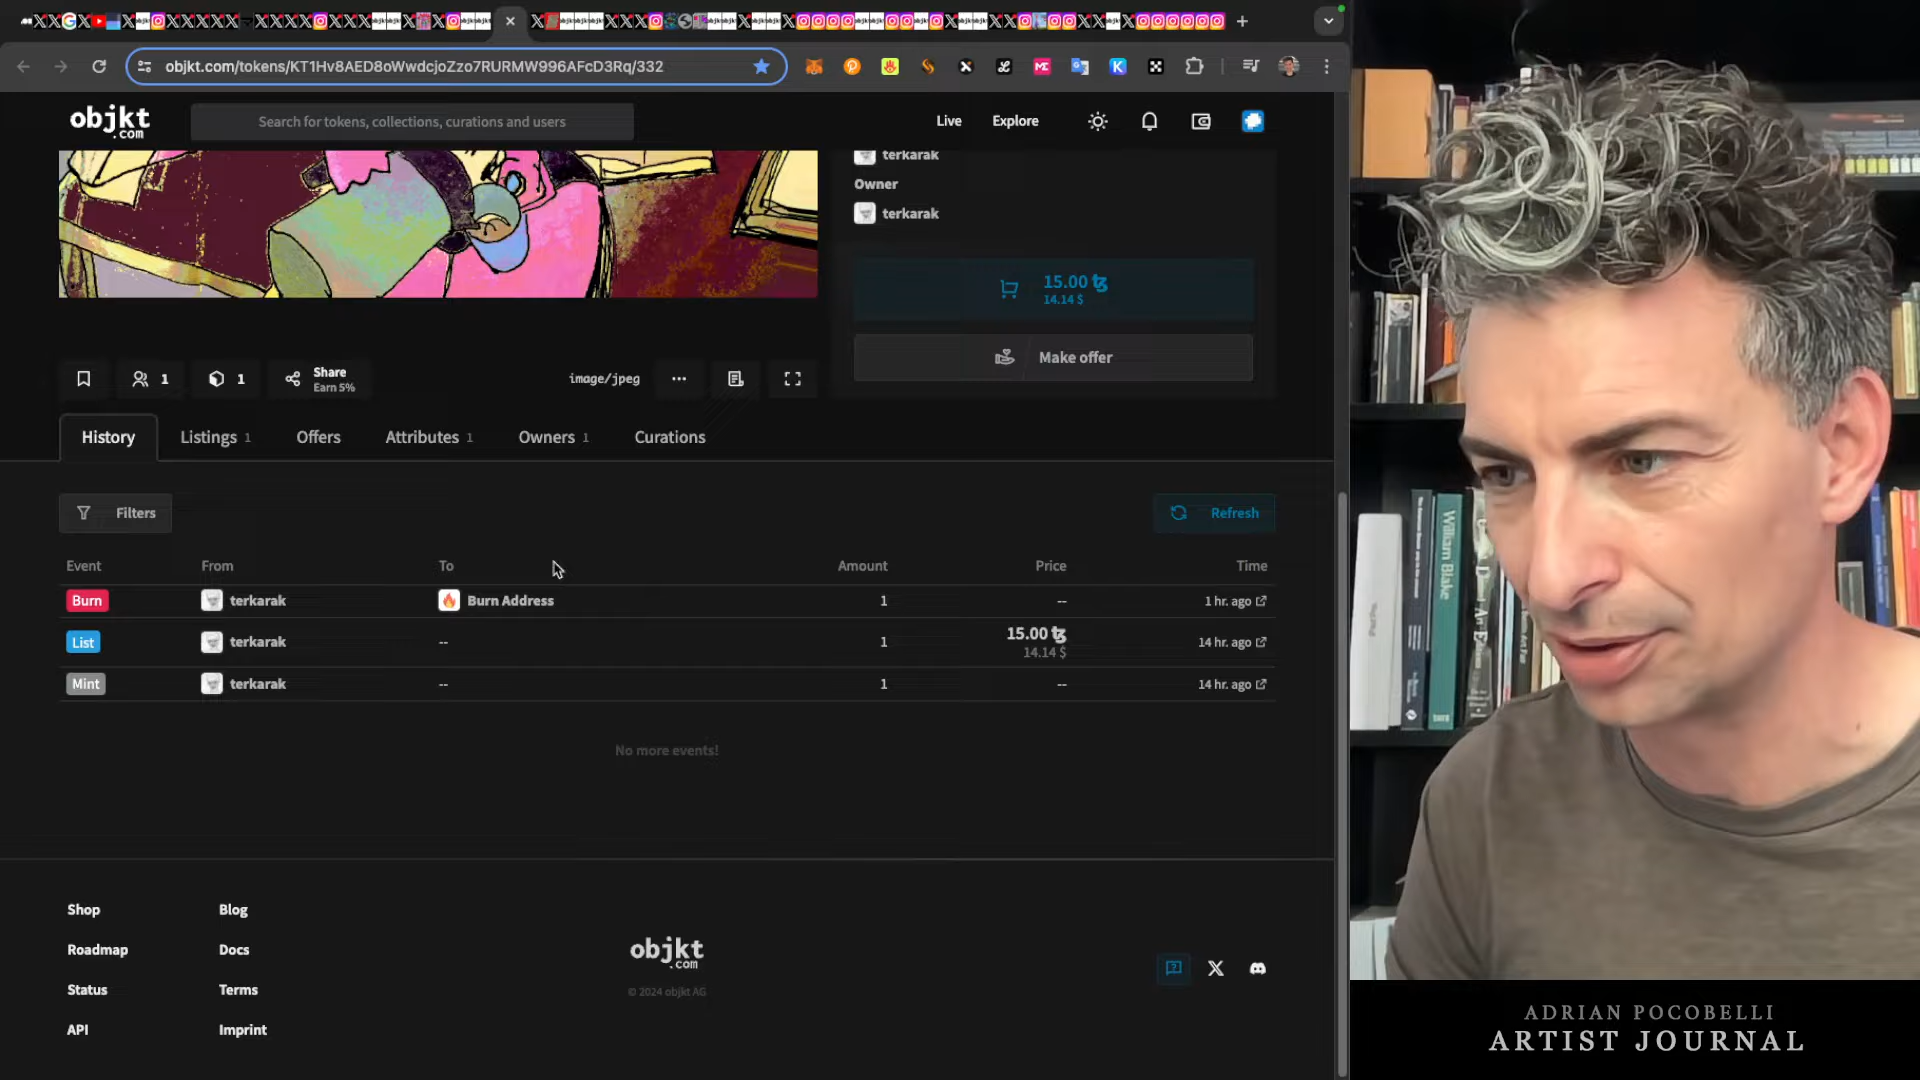 objkt.com/tokens/KT1Hv8AED8oWwdcjoZzo7RURMW996AFcD3Rq/332
objkt
.com
Search for tokens, collections, curations and users
Live
Explore
terkarak
Owner
terkarak
15.00
14.14 $
Make offer
1
1
Share
Earn 5%
image/jpeg
History
Listings 1
Offers
Attributes 1
Owners 1
Curations
Filters
Refresh
Event From To Amount Price Time
Burn terkarak Burn Address 1 -- 1 hr. ago
List terkarak -- 1 15.00 14 hr. ago
14.14 $
Mint terkarak -- 1 -- 14 hr. ago
No more events!
Shop
Blog
Roadmap
Docs
Status
Terms
API
Imprint
objkt
.com
© 2024 objkt AG
William Blake
ADRIAN POCOBELLI
ARTIST JOURNAL